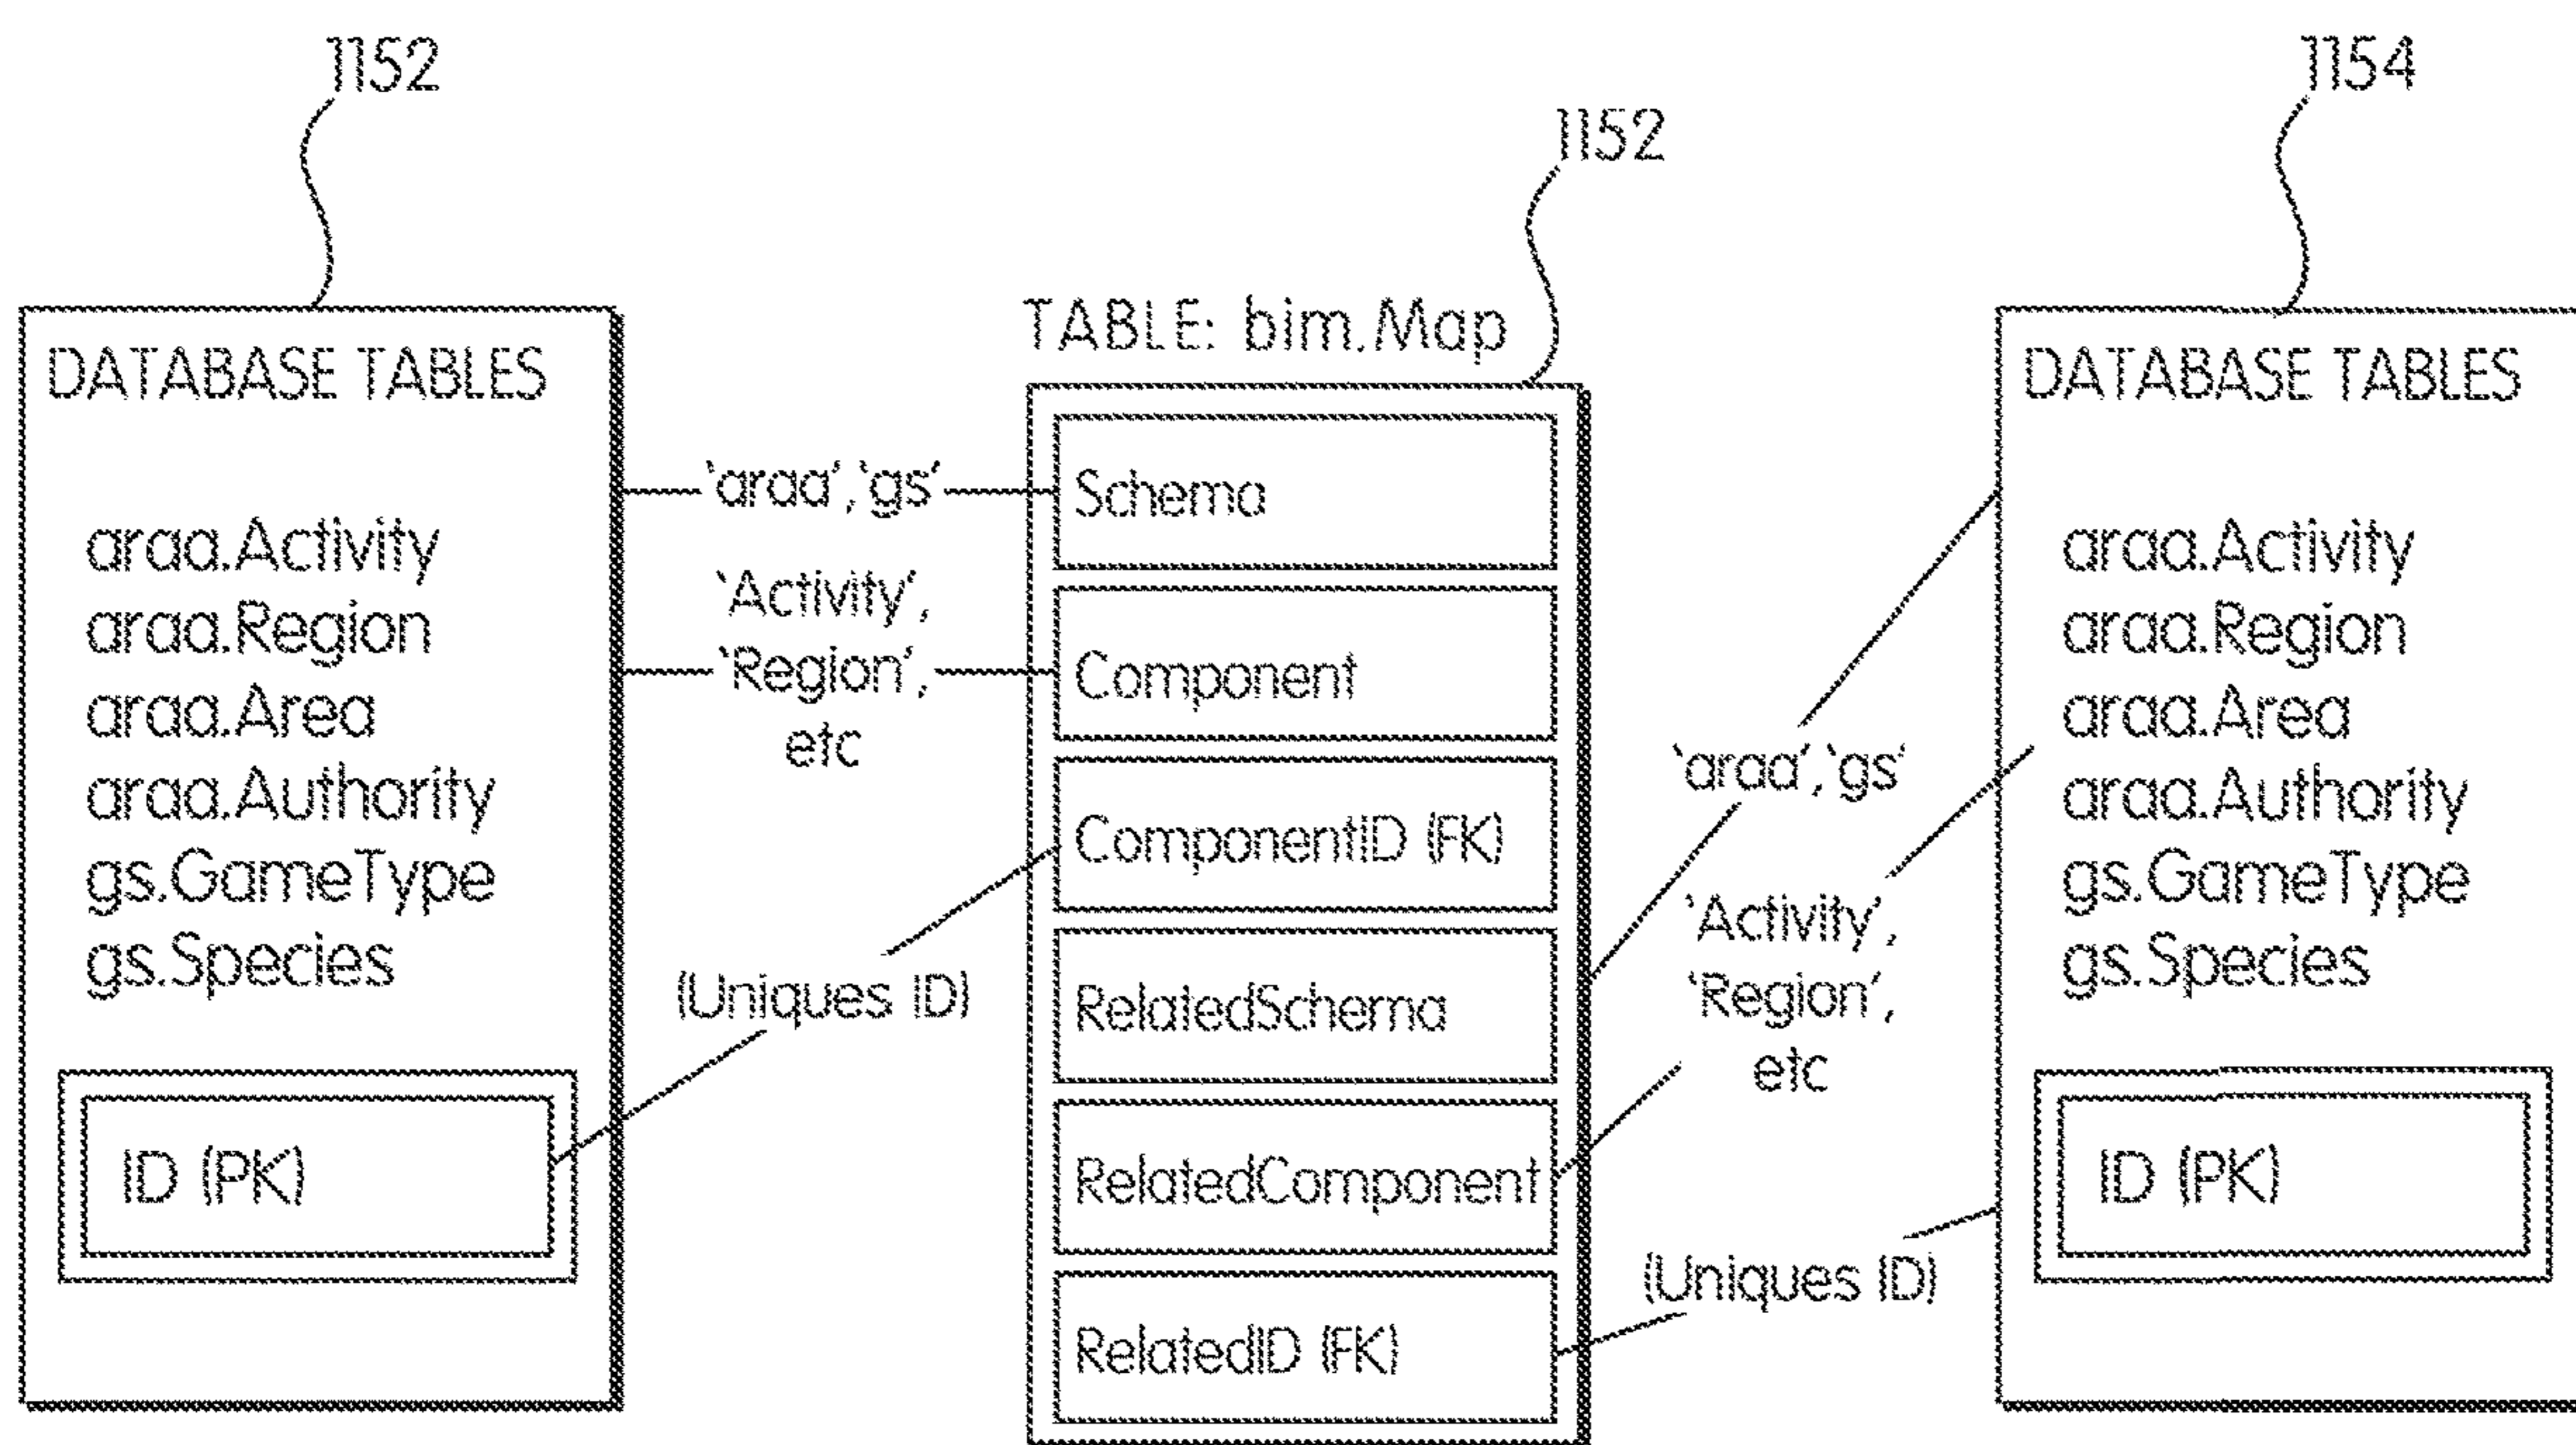 1152
1152
1154
DATABASE TABLES
araa.Activity
araa.Region
araa.Area
araa.Authority
gs.GameType
gs.Species
ID (PK)
'araa','gs'
'Activity',
'Region',
etc
(Uniques ID)
TABLE: bim.Map
Schema
Component
ComponentID (FK)
RelatedSchema
RelatedComponent
RelatedID (FK)
'araa','gs'
'Activity',
'Region',
etc
(Uniques ID)
DATABASE TABLES
araa.Activity
araa.Region
araa.Area
araa.Authority
gs.GameType
gs.Species
ID (PK)